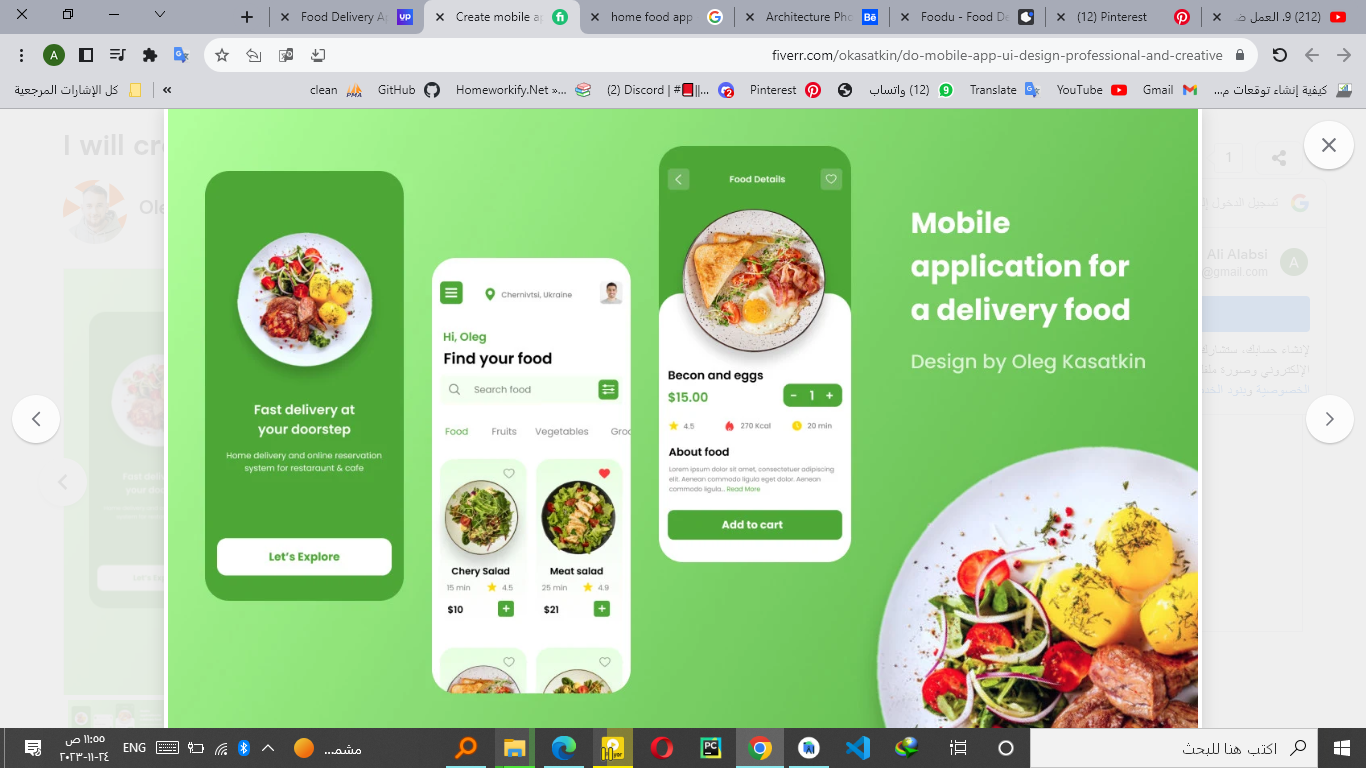 Food Delivery A
Create mobile a
home food app
Architecture Pho
Foodu - Food De
(12) Pinterest
(212) 9. العمل ض
fiverr.com/okasatkin/do-mobile-app-ui-design-professional-and-creative
كل الإشارات المرجعية
»
clean
GitHub
Homeworkify.Net »...
(2) Discord | #📕||...
Pinterest
(12) واتساب
Translate
YouTube
Gmail
كيفية إنشاء توقعات م...
I will cr
Ole
1
تسجيل الدخول إل
Ali Alabsi
@gmail.com
A
Food Details
Mobile
application for
a delivery food
Design by Oleg Kasatkin
Fast delivery at
your doorstep
Home delivery and online reservation
system for restaraunt & cafe
Let's Explore
Chernivtsi, Ukraine
Hi, Oleg
Find your food
Search food
Food Fruits Vegetables Groc
Chery Salad
15 min 4.5
$10 +
Meat salad
25 min 4.9
$21 +
Becon and eggs
$15.00
- 1 +
4.5 270 Kcal 20 min
About food
Lorem ipsum dolor sit amet, consectetuer adipiscing
elit. Aenean commodo ligula eget dolor. Aenean
commodo ligula... Read More
Add to cart
١١:٥٥ ص
٢٠٢٣-١١-٢٤
ENG
مشم...
اكتب هنا للبحث